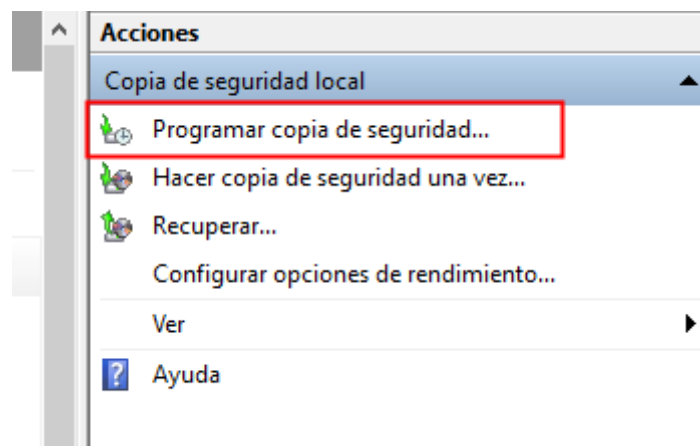 Acciones
Copia de seguridad local
Programar copia de seguridad...
Hacer copia de seguridad una vez...
Recuperar...
Configurar opciones de rendimiento...
Ver
Ayuda